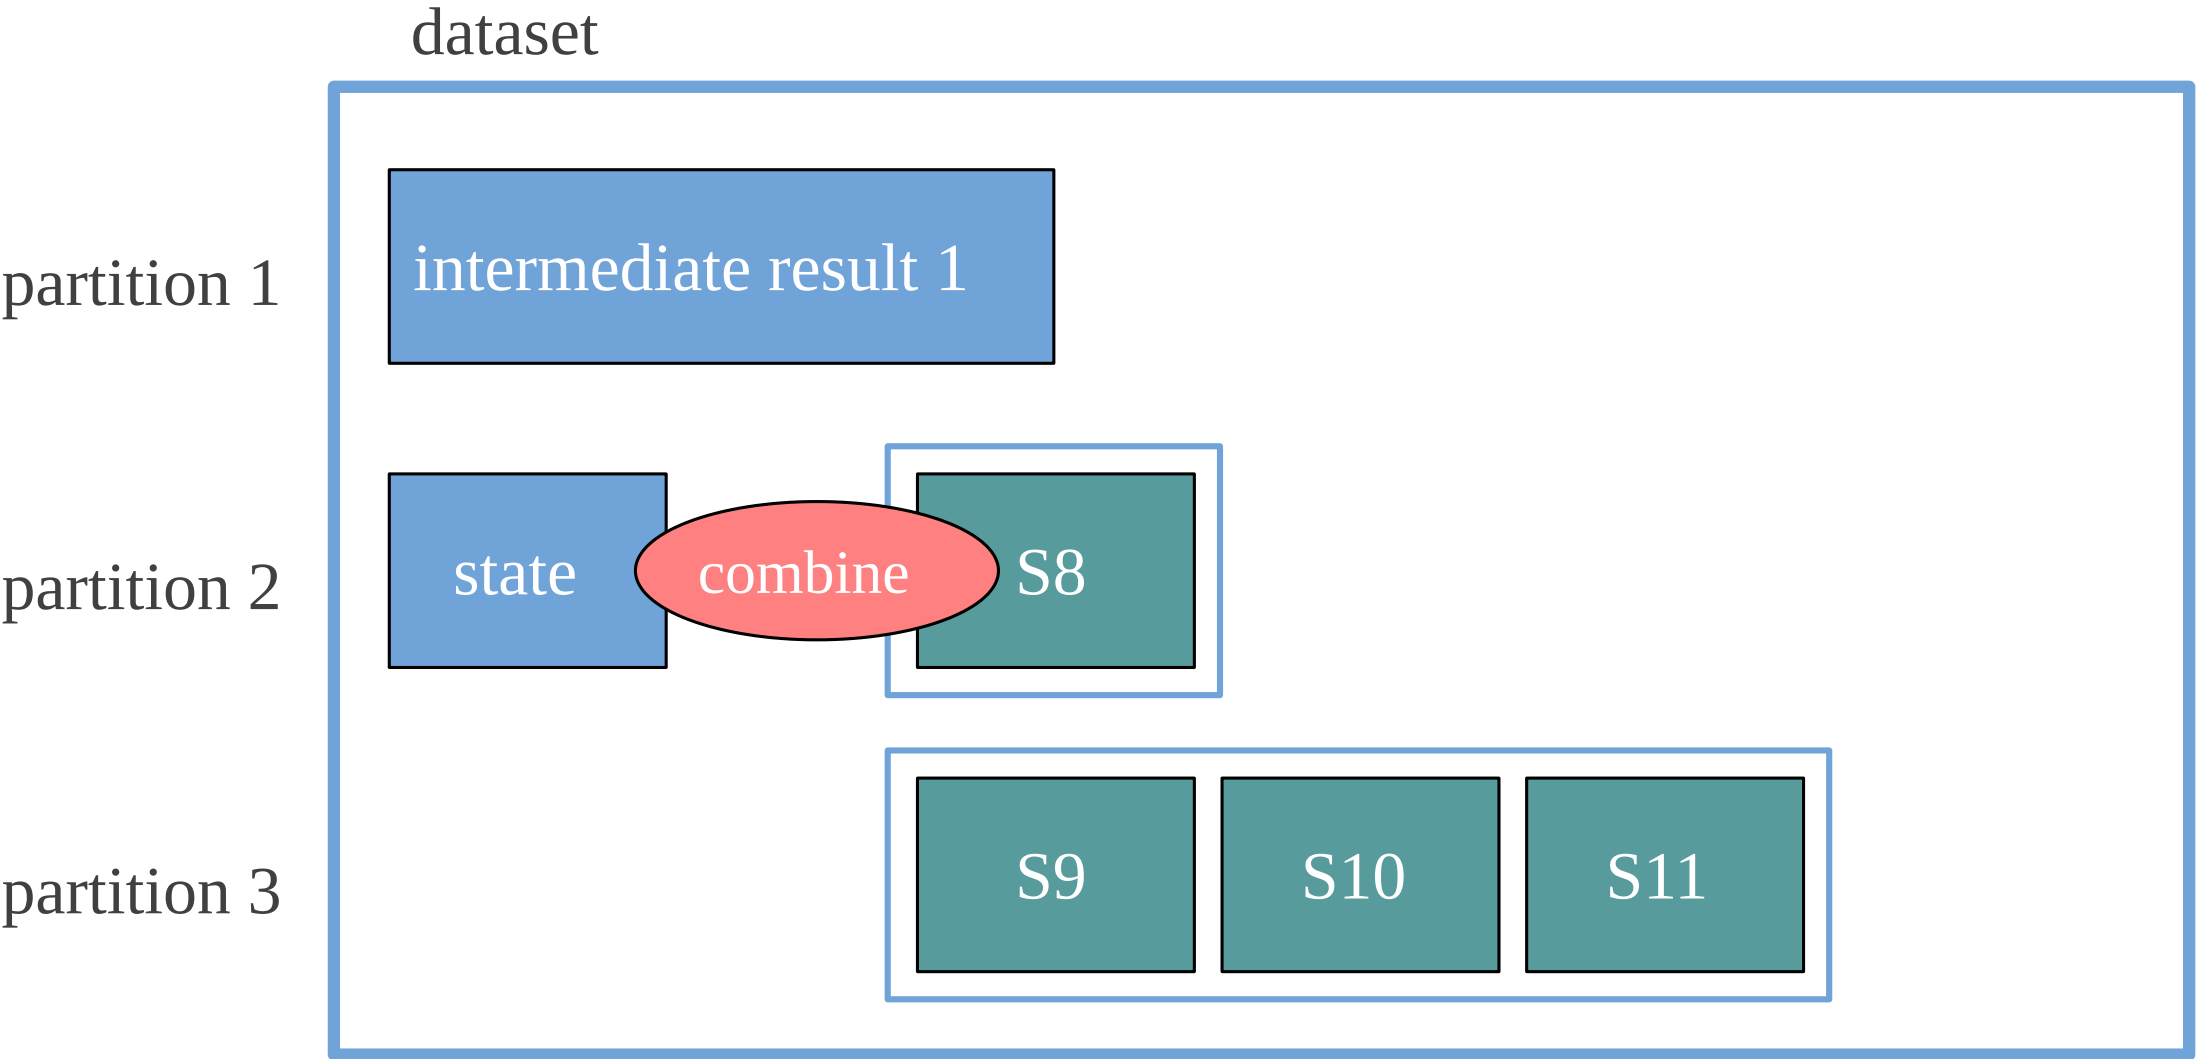 dataset
partition 1
intermediate result 1
partition 2
state
combine
S8
partition 3
S9
S10
S11